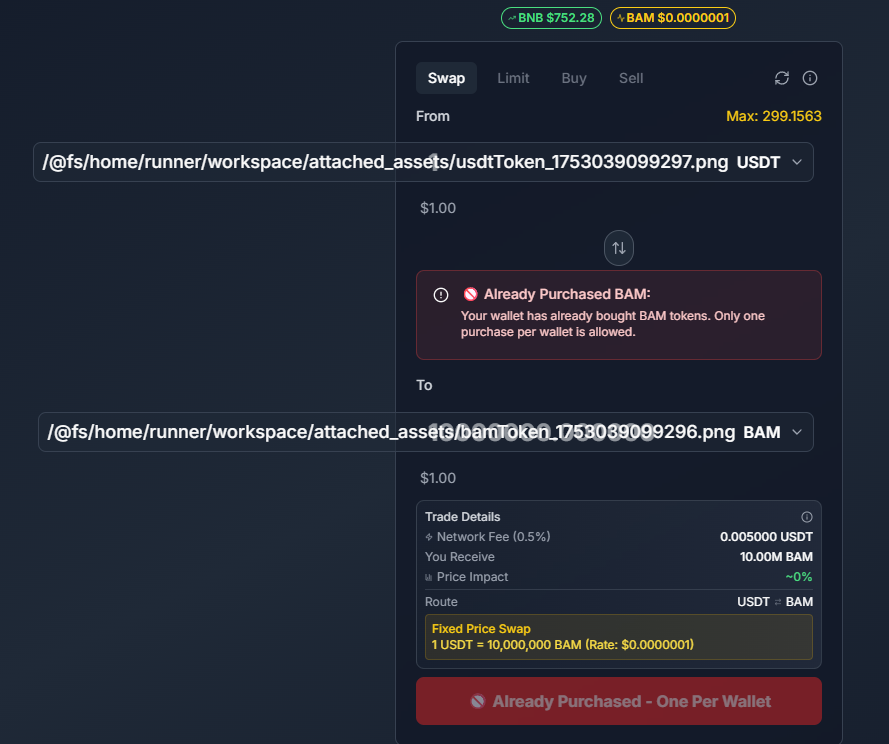 BNB $752.28 BAM $0.0000001
Swap Limit Buy Sell
From Max: 299.1563
/@fs/home/runner/workspace/attached_assets/usdtToken_1753039099297.png USDT
$1.00
Already Purchased BAM:
Your wallet has already bought BAM tokens. Only one
purchase per wallet is allowed.
To
/@fs/home/runner/workspace/attached_assets/bamToken_1753039099296.png BAM
$1.00
Trade Details
Network Fee (0.5%) 0.005000 USDT
You Receive 10.00M BAM
Price Impact ~0%
Route USDT ⇄ BAM
Fixed Price Swap
1 USDT = 10,000,000 BAM (Rate: $0.0000001)
Already Purchased - One Per Wallet